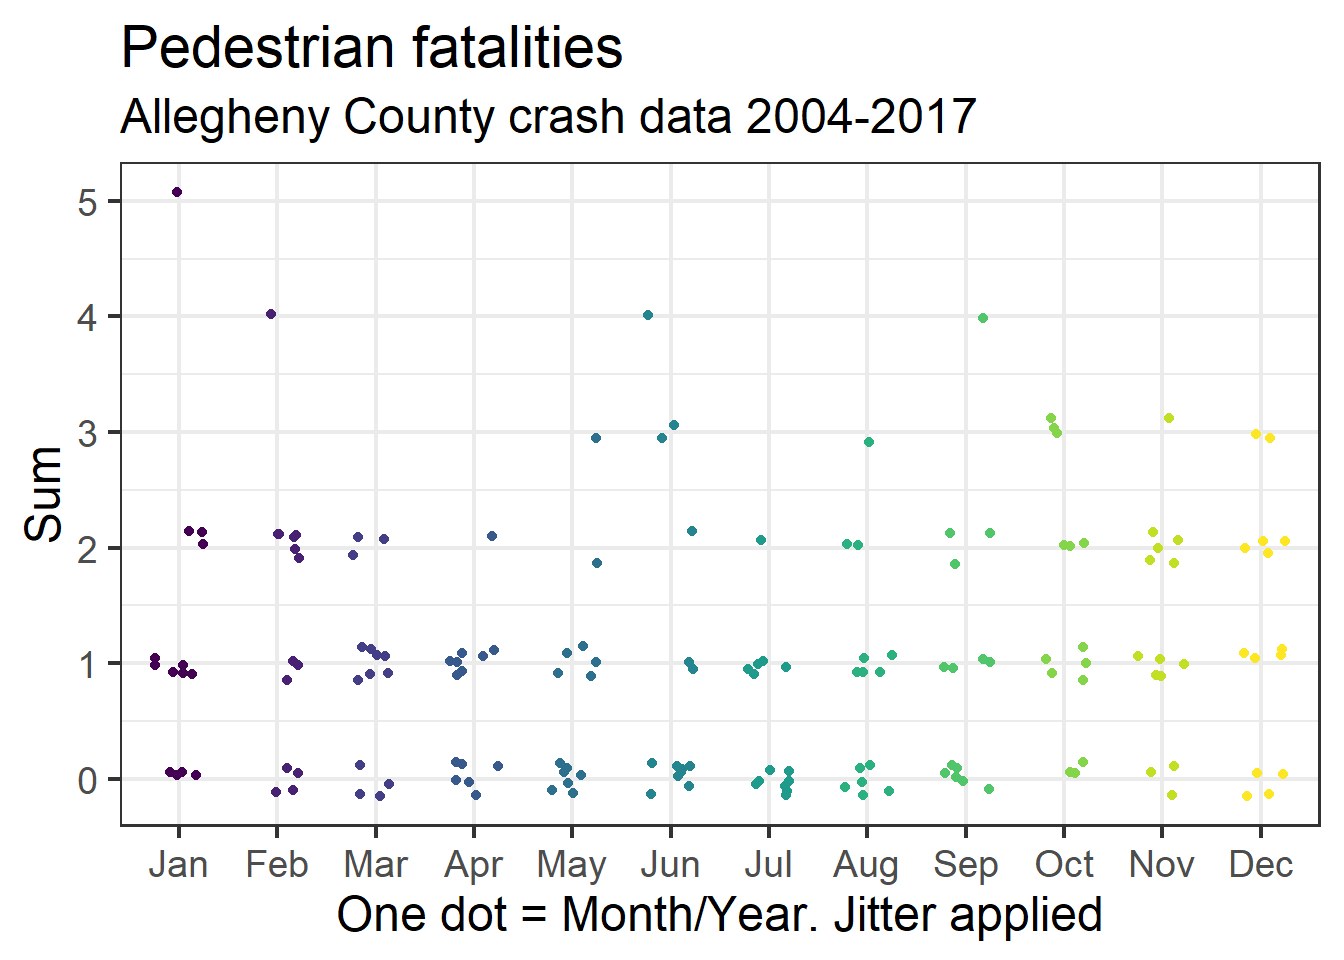 Pedestrian fatalities
Allegheny County crash data 2004-2017
Sum
5
4
3
2
1
0
Jan Feb Mar Apr May Jun Jul Aug Sep Oct Nov Dec
One dot = Month/Year. Jitter applied